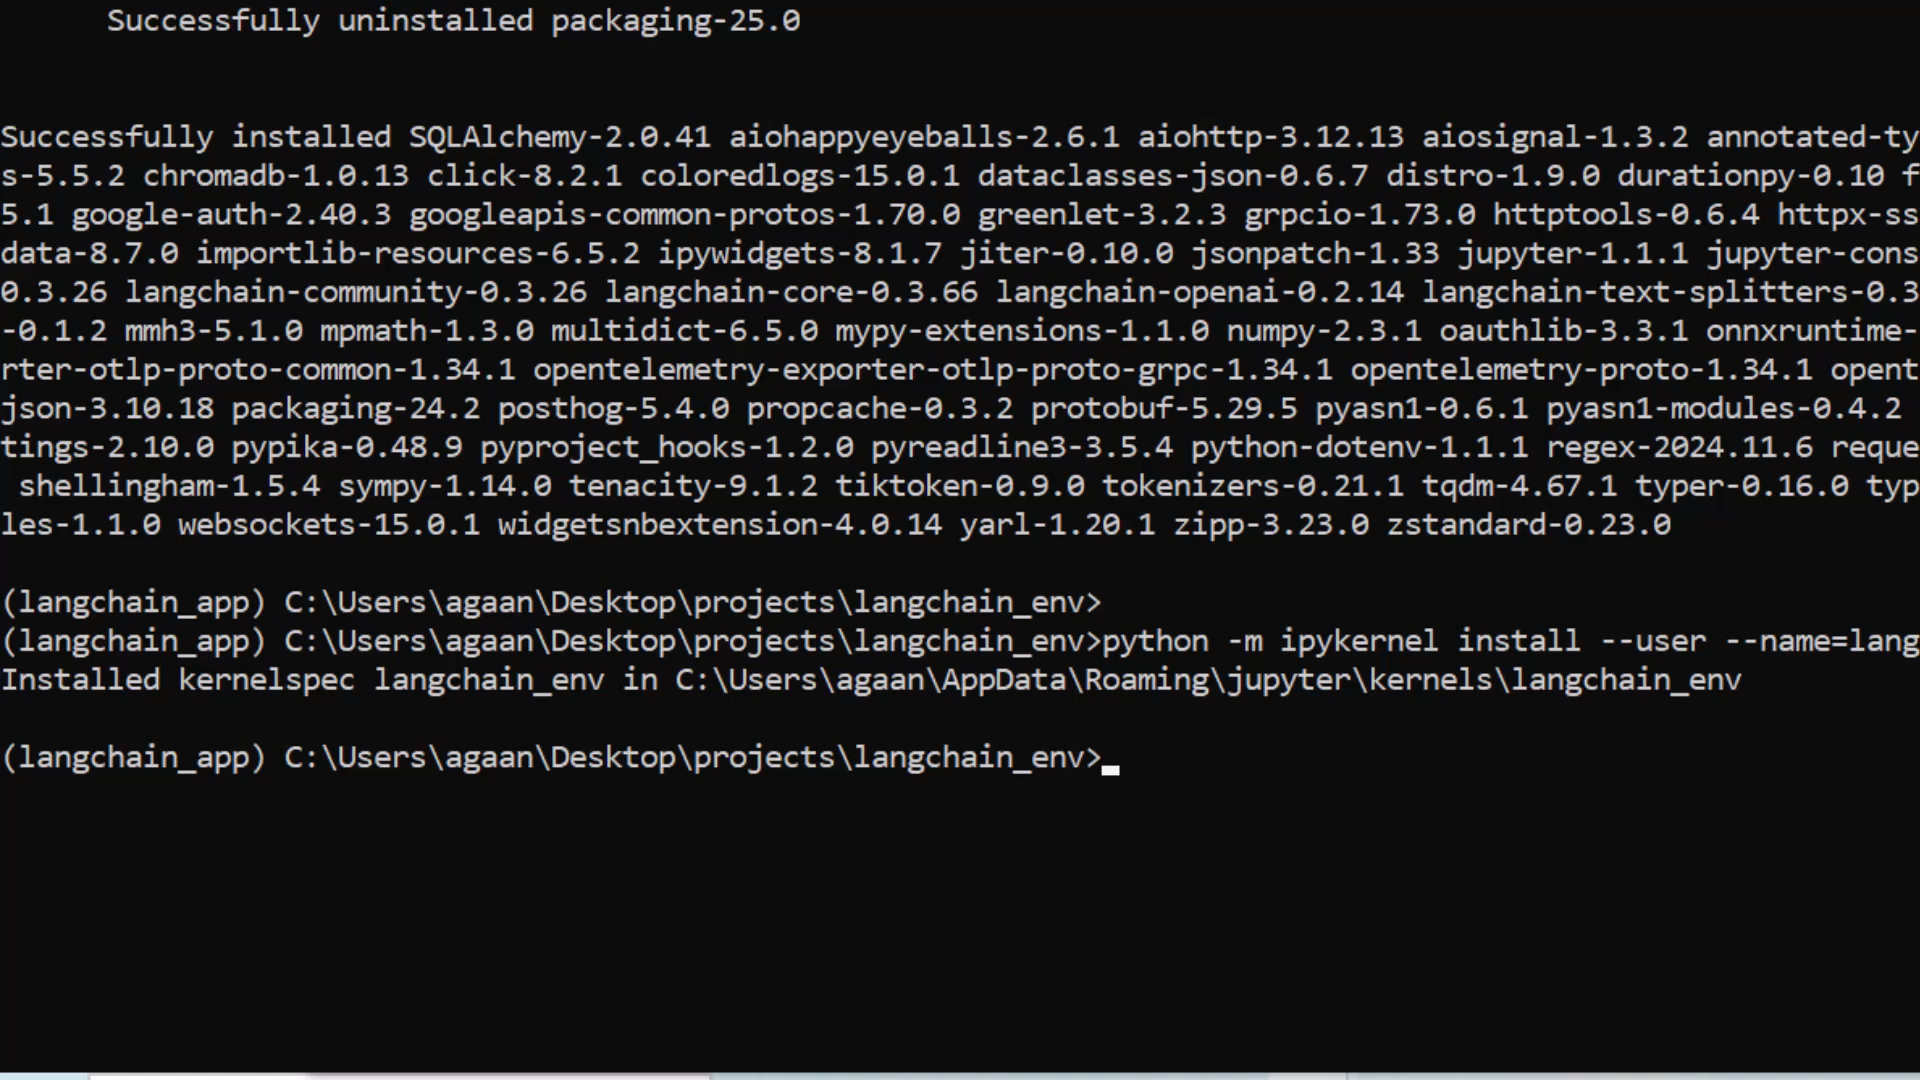 Successfully uninstalled packaging-25.0
Successfully installed SQLAlchemy-2.0.41 aiohappyeyeballs-2.6.1 aiohttp-3.12.13 aiosignal-1.3.2 annotated-ty
s-5.5.2 chromadb-1.0.13 click-8.2.1 coloredlogs-15.0.1 dataclasses-json-0.6.7 distro-1.9.0 durationpy-0.10 f
5.1 google-auth-2.40.3 googleapis-common-protos-1.70.0 greenlet-3.2.3 grpcio-1.73.0 httptools-0.6.4 httpx-ss
data-8.7.0 importlib-resources-6.5.2 ipywidgets-8.1.7 jiter-0.10.0 jsonpatch-1.33 jupyter-1.1.1 jupyter-cons
0.3.26 langchain-community-0.3.26 langchain-core-0.3.66 langchain-openai-0.2.14 langchain-text-splitters-0.3
-0.1.2 mmh3-5.1.0 mpmath-1.3.0 multidict-6.5.0 mypy-extensions-1.1.0 numpy-2.3.1 oauthlib-3.3.1 onnxruntime-
rter-otlp-proto-common-1.34.1 opentelemetry-exporter-otlp-proto-grpc-1.34.1 opentelemetry-proto-1.34.1 opent
json-3.10.18 packaging-24.2 posthog-5.4.0 propcache-0.3.2 protobuf-5.29.5 pyasn1-0.6.1 pyasn1-modules-0.4.2
tings-2.10.0 pypika-0.48.9 pyproject_hooks-1.2.0 pyreadline3-3.5.4 python-dotenv-1.1.1 regex-2024.11.6 reque
shellingham-1.5.4 sympy-1.14.0 tenacity-9.1.2 tiktoken-0.9.0 tokenizers-0.21.1 tqdm-4.67.1 typer-0.16.0 typ
les-1.1.0 websockets-15.0.1 widgetsnbextension-4.0.14 yarl-1.20.1 zipp-3.23.0 zstandard-0.23.0
(langchain_app) C:\Users\agaan\Desktop\projects\langchain_env>
(langchain_app) C:\Users\agaan\Desktop\projects\langchain_env>python -m ipykernel install --user --name=lang
Installed kernelspec langchain_env in C:\Users\agaan\AppData\Roaming\jupyter\kernels\langchain_env
(langchain_app) C:\Users\agaan\Desktop\projects\langchain_env>